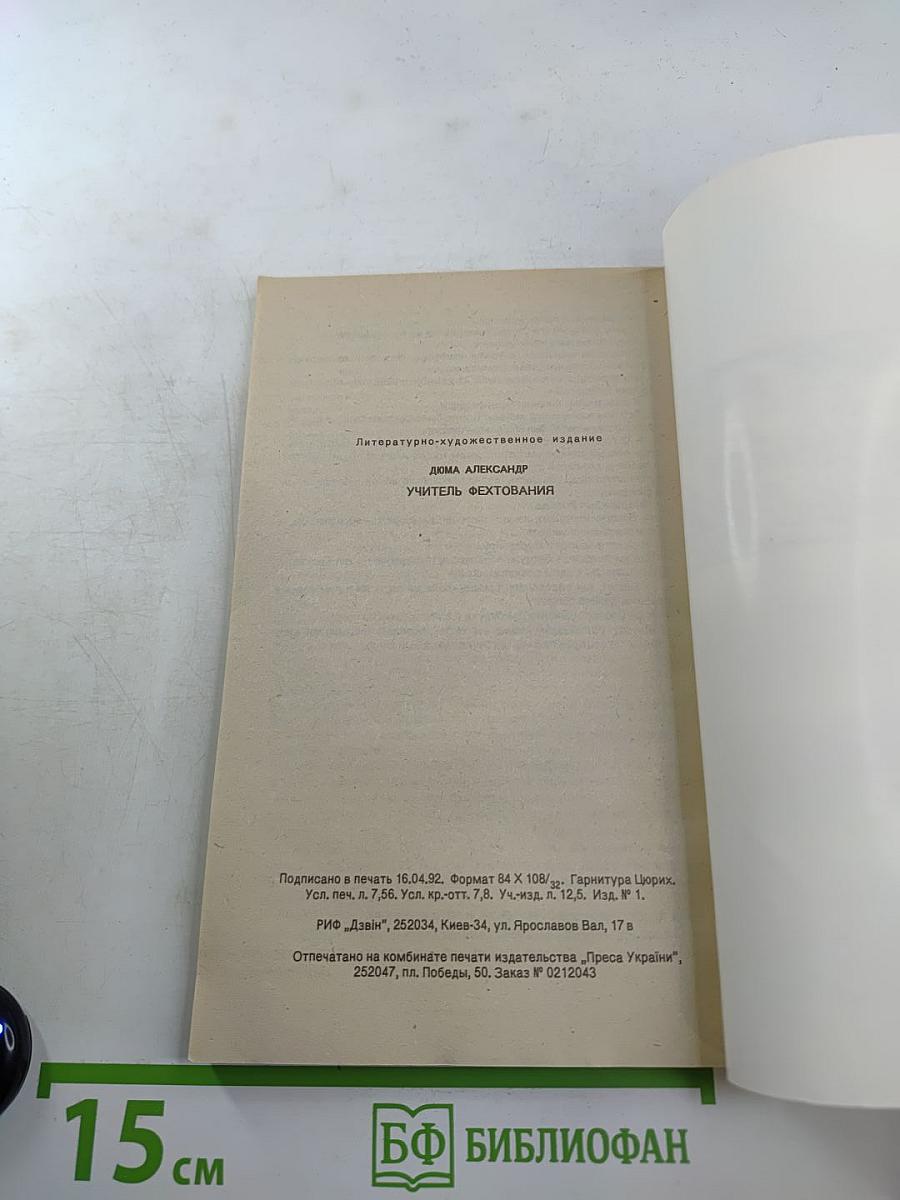 Литературно-художественное издание
ДЮМА АЛЕКСАНДР
УЧИТЕЛЬ ФЕХТОВАНИЯ
Подписано в печать 16.04.92. Формат 84 X 108/32. Гарнитура Цюрих.
Усл. печ. л. 7,56. Усл. кр.-отт. 7,8. Уч.-изд. л. 12,5. Изд. № 1.
РИФ „Дзвін", 252034, Киев-34, ул. Ярославов Вал, 17 в
Отпечатано на комбинате печати издательства „Преса України",
252047, пл. Победы, 50. Заказ № 0212043
15 см
БФ БИБЛИОФАН